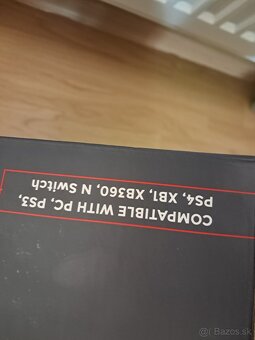 COMPATIBLE WITH PC, PS3,
PS4, XB1, XB360, N Switch
Bazos.sk